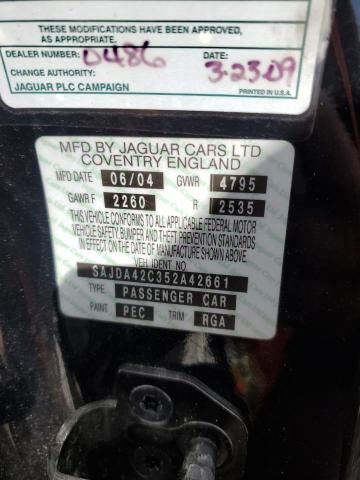 THESE MODIFICATIONS HAVE BEEN
AS APPROPRIATE.
DEALER NUMBER: 0486 DATE: 3-23-09
CHANGE AUTHORITY:
JAGUAR PLC CAMPAIGN PRINTED IN U.S.A.
MFD BY JAGUAR CARS LTD
COVENTRY ENGLAND
MFD DATE 06/04 GVWR 4795
GAWR F 2260 R 2535
THIS VEHICLE CONFORMS TO ALL APPLICABLE FEDERAL MOTOR
VEHICLE SAFETY BUMPER AND THEFT PREVENTION STANDARDS
IN EFFECT ON THE DATE OF MANUFACTURE SHOWN ABOVE
VEH IDENT No
SAJDA42C352A42661
TYPE: PASSENGER CAR
PAINT PEC TRIM RGA